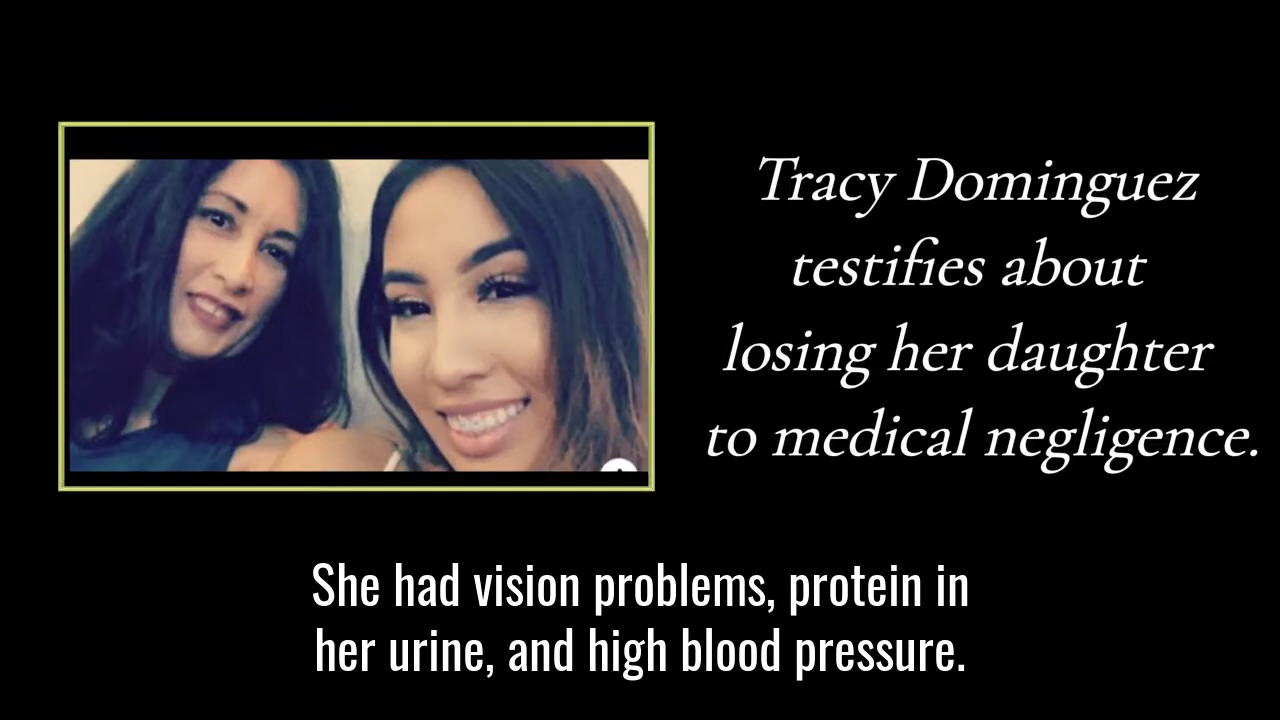 Tracy Dominguez
testifies about
losing her daughter
to medical negligence.
She had vision problems, protein in
her urine, and high blood pressure.